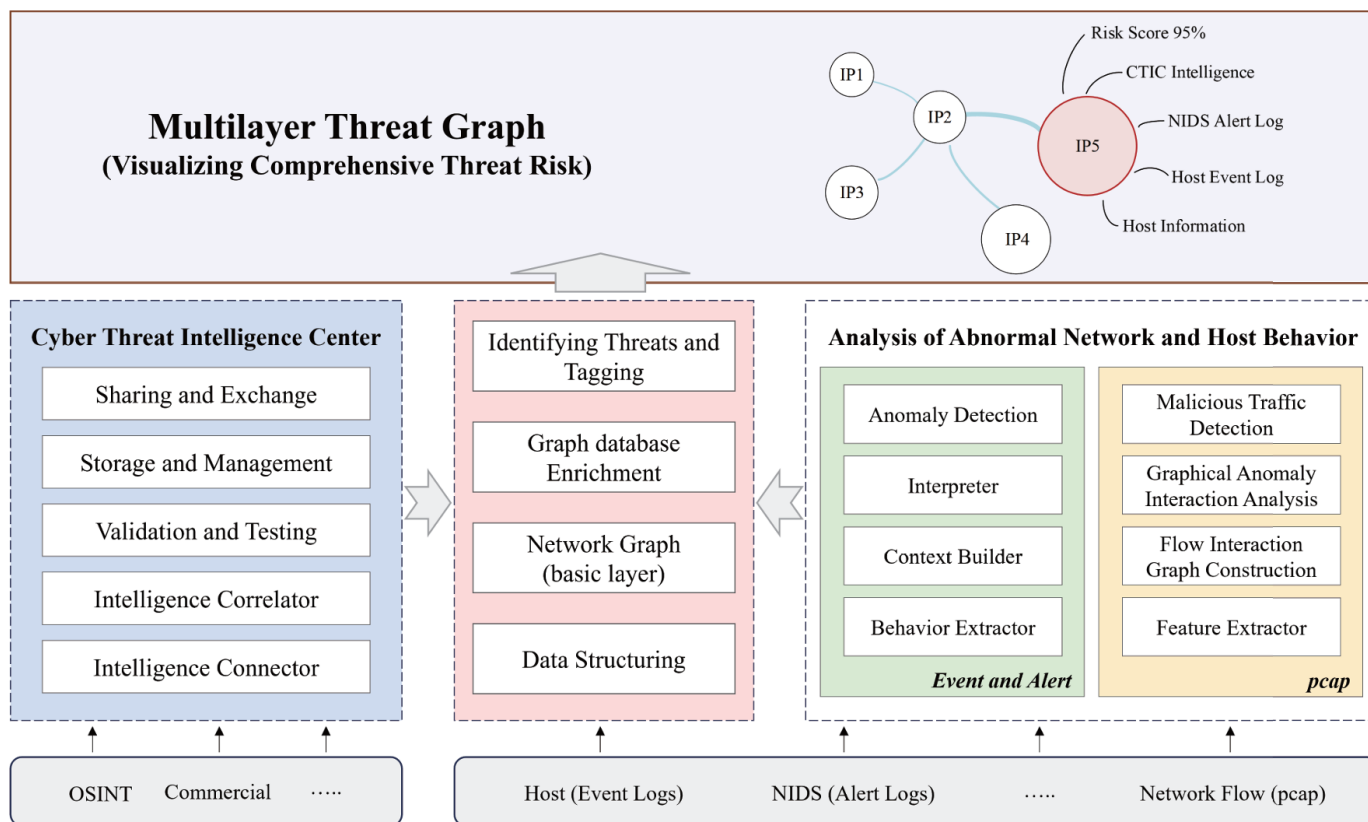 Multilayer Threat Graph
(Visualizing Comprehensive Threat Risk)
IP1
IP2
IP3
IP4
IP5
Risk Score 95%
CTIC Intelligence
NIDS Alert Log
Host Event Log
Host Information
Cyber Threat Intelligence Center
Sharing and Exchange
Storage and Management
Validation and Testing
Intelligence Correlator
Intelligence Connector
Identifying Threats and
Tagging
Graph database
Enrichment
Network Graph
(basic layer)
Data Structuring
Analysis of Abnormal Network and Host Behavior
Anomaly Detection
Interpreter
Context Builder
Behavior Extractor
Event and Alert
Malicious Traffic
Detection
Graphical Anomaly
Interaction Analysis
Flow Interaction
Graph Construction
Feature Extractor
pcap
OSINT
Commercial
…..
Host (Event Logs)
NIDS (Alert Logs)
…..
Network Flow (pcap)